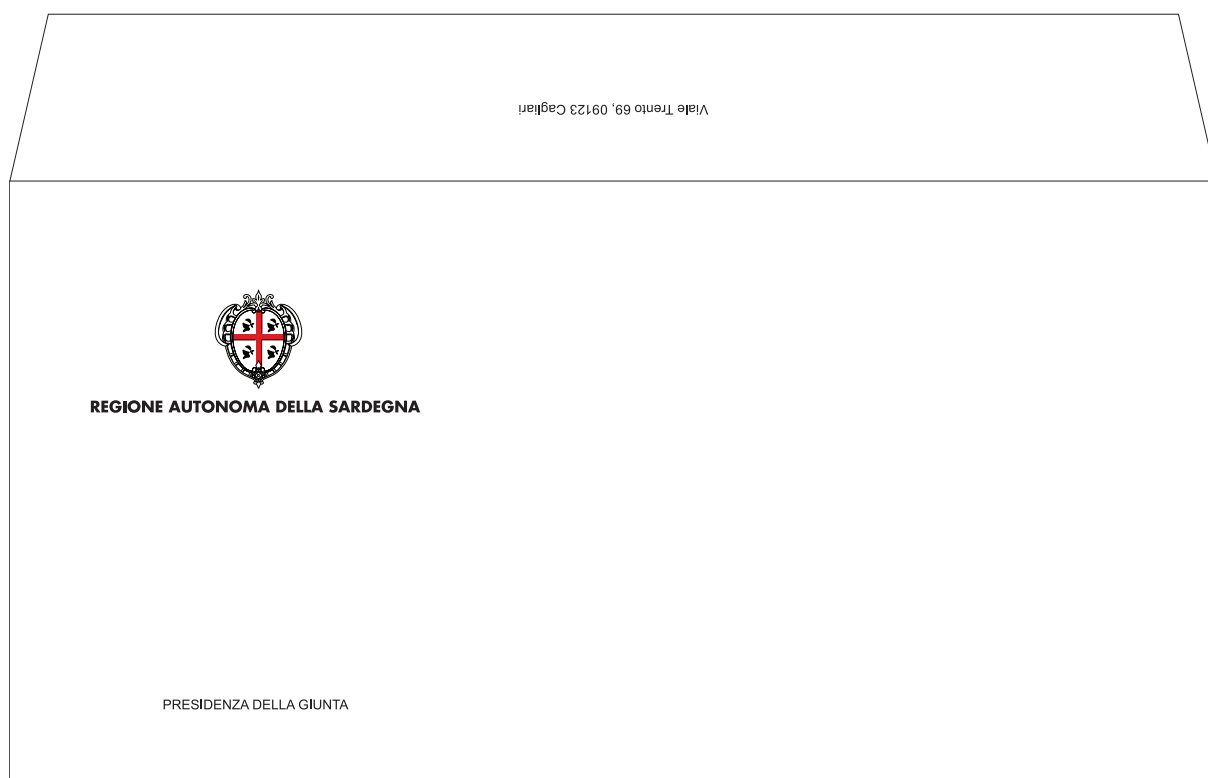 Viale Trento 69, 09123 Cagliari
REGIONE AUTONOMA DELLA SARDEGNA
PRESIDENZA DELLA GIUNTA